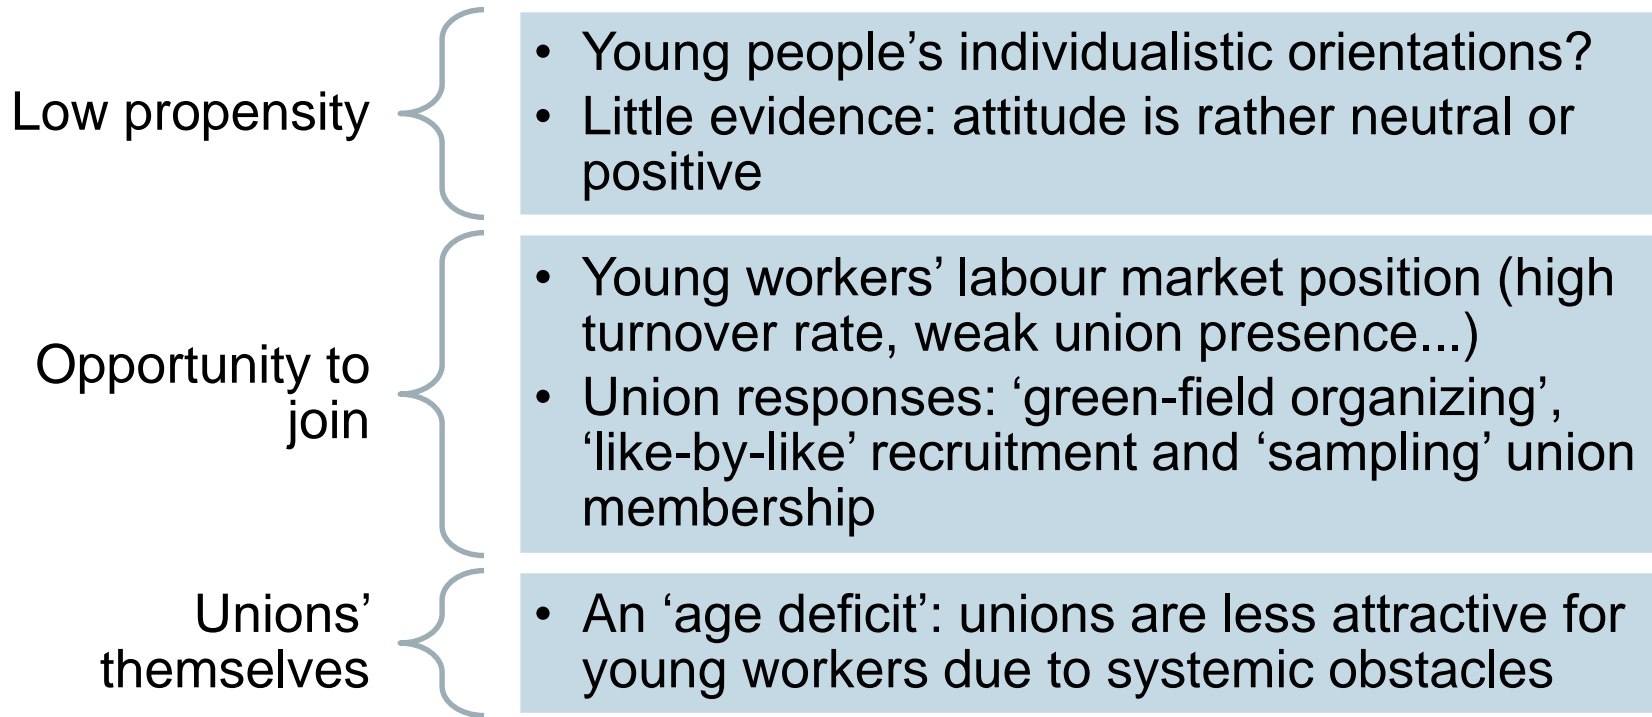 Low propensity
• Young people’s individualistic orientations?
• Little evidence: attitude is rather neutral or
positive
Opportunity to
join
• Young workers’ labour market position (high
turnover rate, weak union presence...)
• Union responses: ‘green-field organizing’,
‘like-by-like’ recruitment and ‘sampling’ union
membership
Unions’
themselves
• An ‘age deficit’: unions are less attractive for
young workers due to systemic obstacles